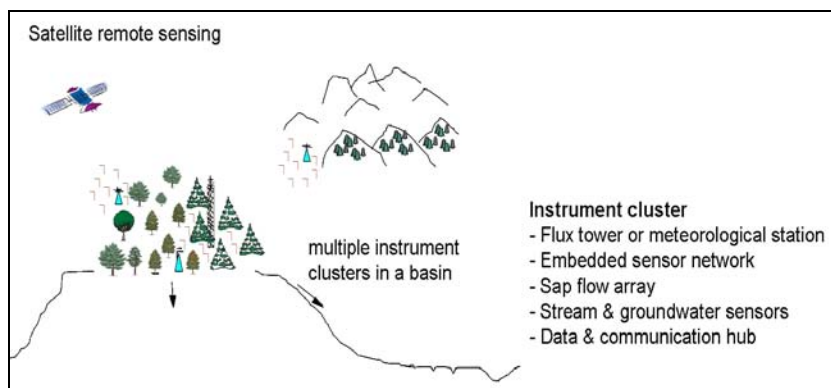 Satellite remote sensing
multiple instrument
clusters in a basin
Instrument cluster
- Flux tower or meteorological station
- Embedded sensor network
- Sap flow array
- Stream & groundwater sensors
- Data & communication hub